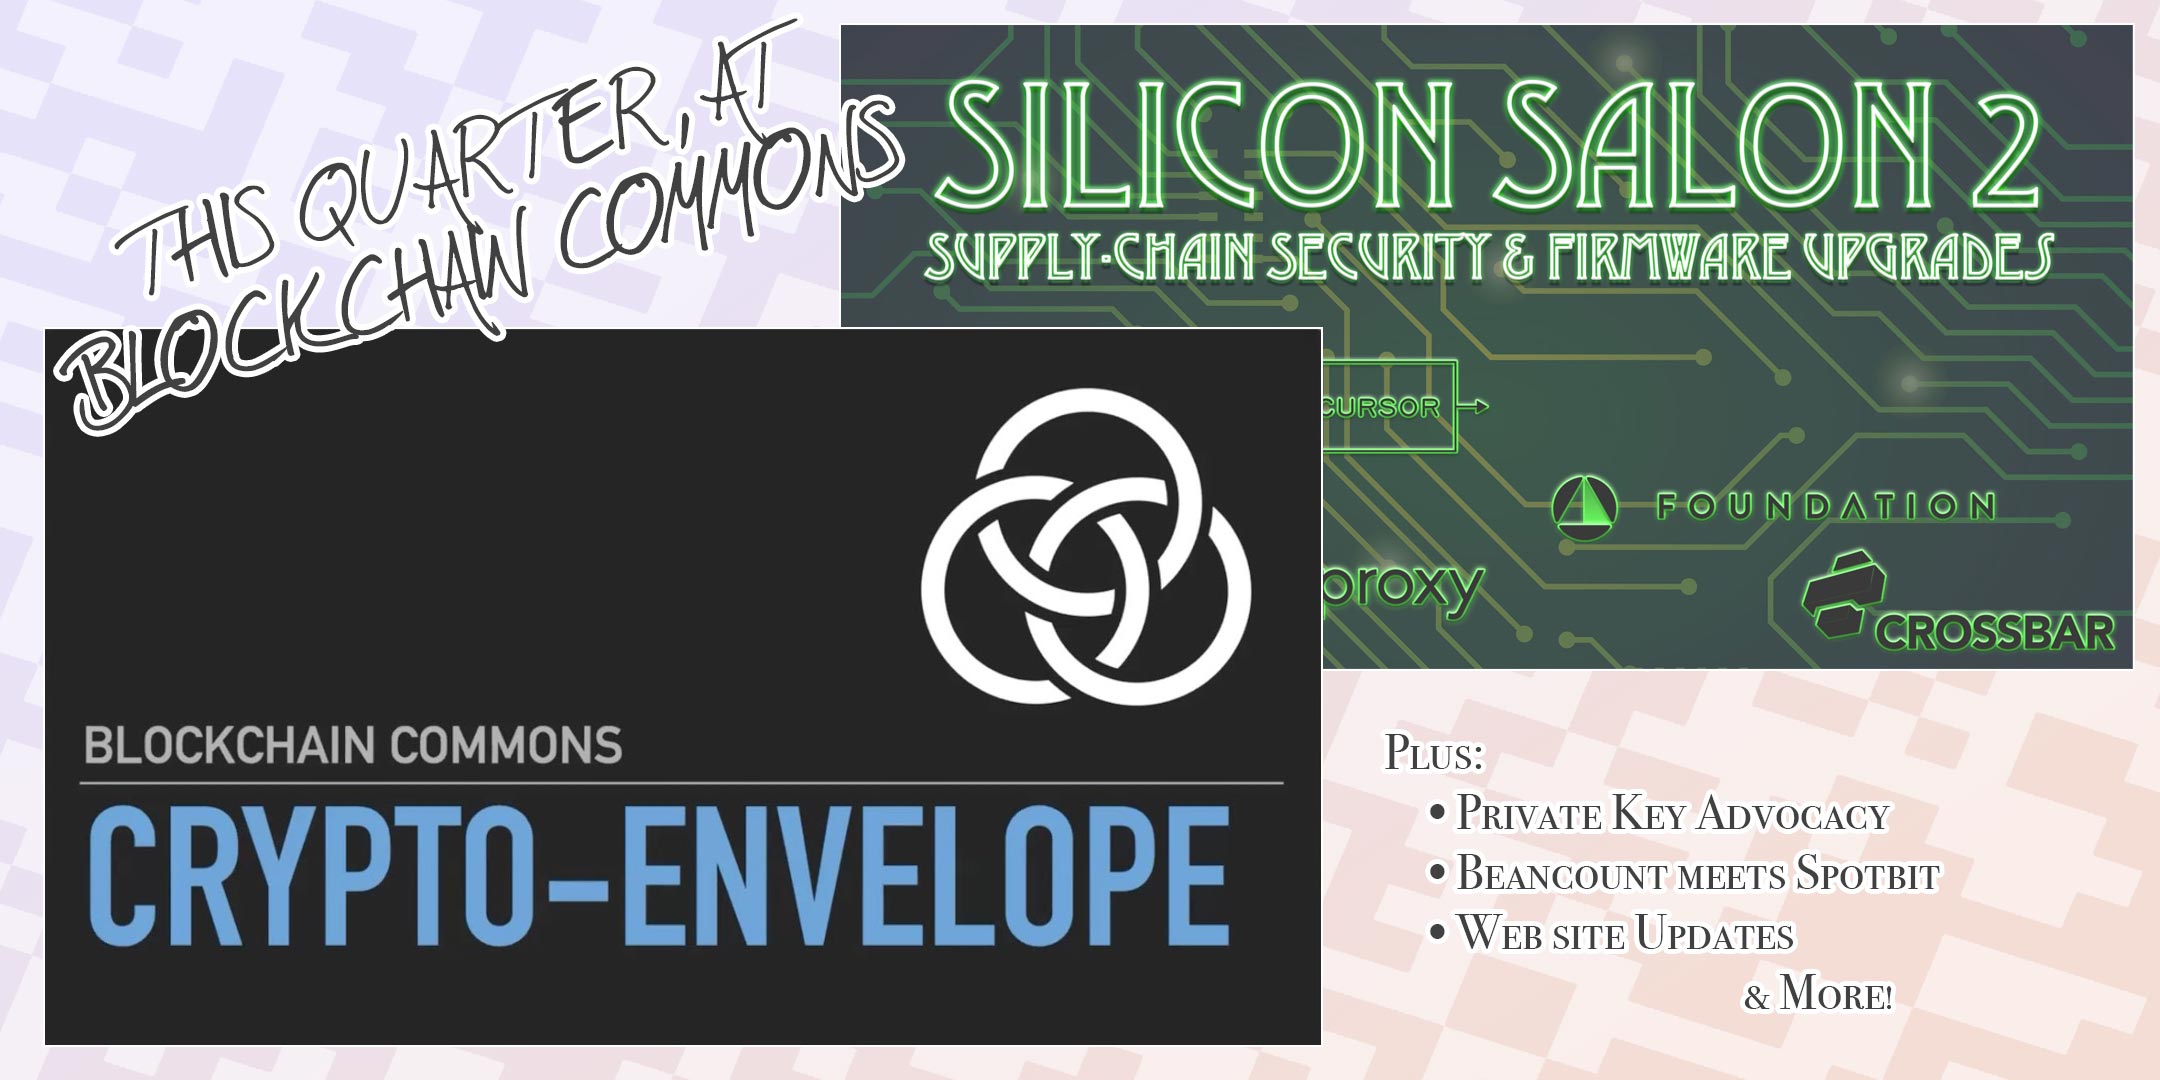 THIS QUARTER, AT
BLOCKCHAIN COMMONS
SILICON SALON 2
SUPPLY-CHAIN SECURITY & FIRMWARE UPGRADES
CURSOR
FOUNDATION
proxy
CROSSBAR
BLOCKCHAIN COMMONS
CRYPTO-ENVELOPE
Plus:
• Private Key Advocacy
• Beancount meets Spotbit
• Web site Updates
& More!